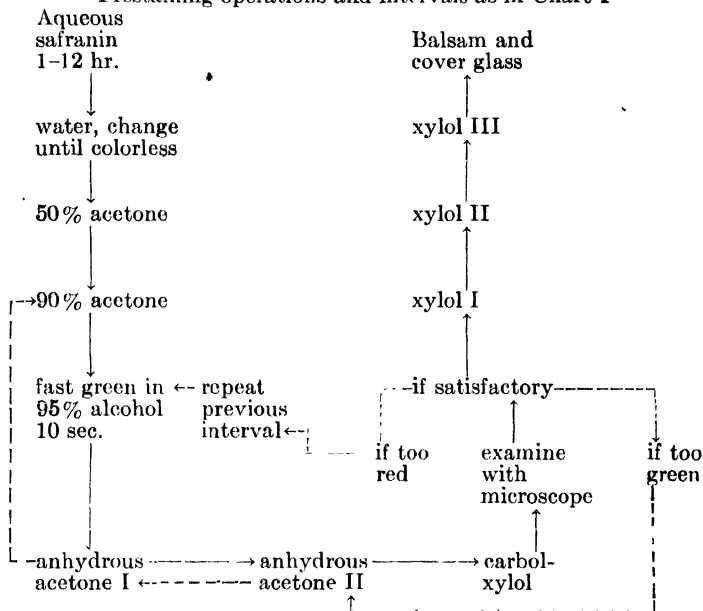 Prestaining operations and intervals as in Chart I
Aqueous
safranin
1–12 hr.
water, change
until colorless
50% acetone
90% acetone
fast green in
95% alcohol
10 sec.
repeat
previous
interval
anhydrous
acetone I
anhydrous
acetone II
carbol-
xylol
examine
with
microscope
if too
red
if satisfactory
if too
green
xylol I
xylol II
xylol III
Balsam and
cover glass